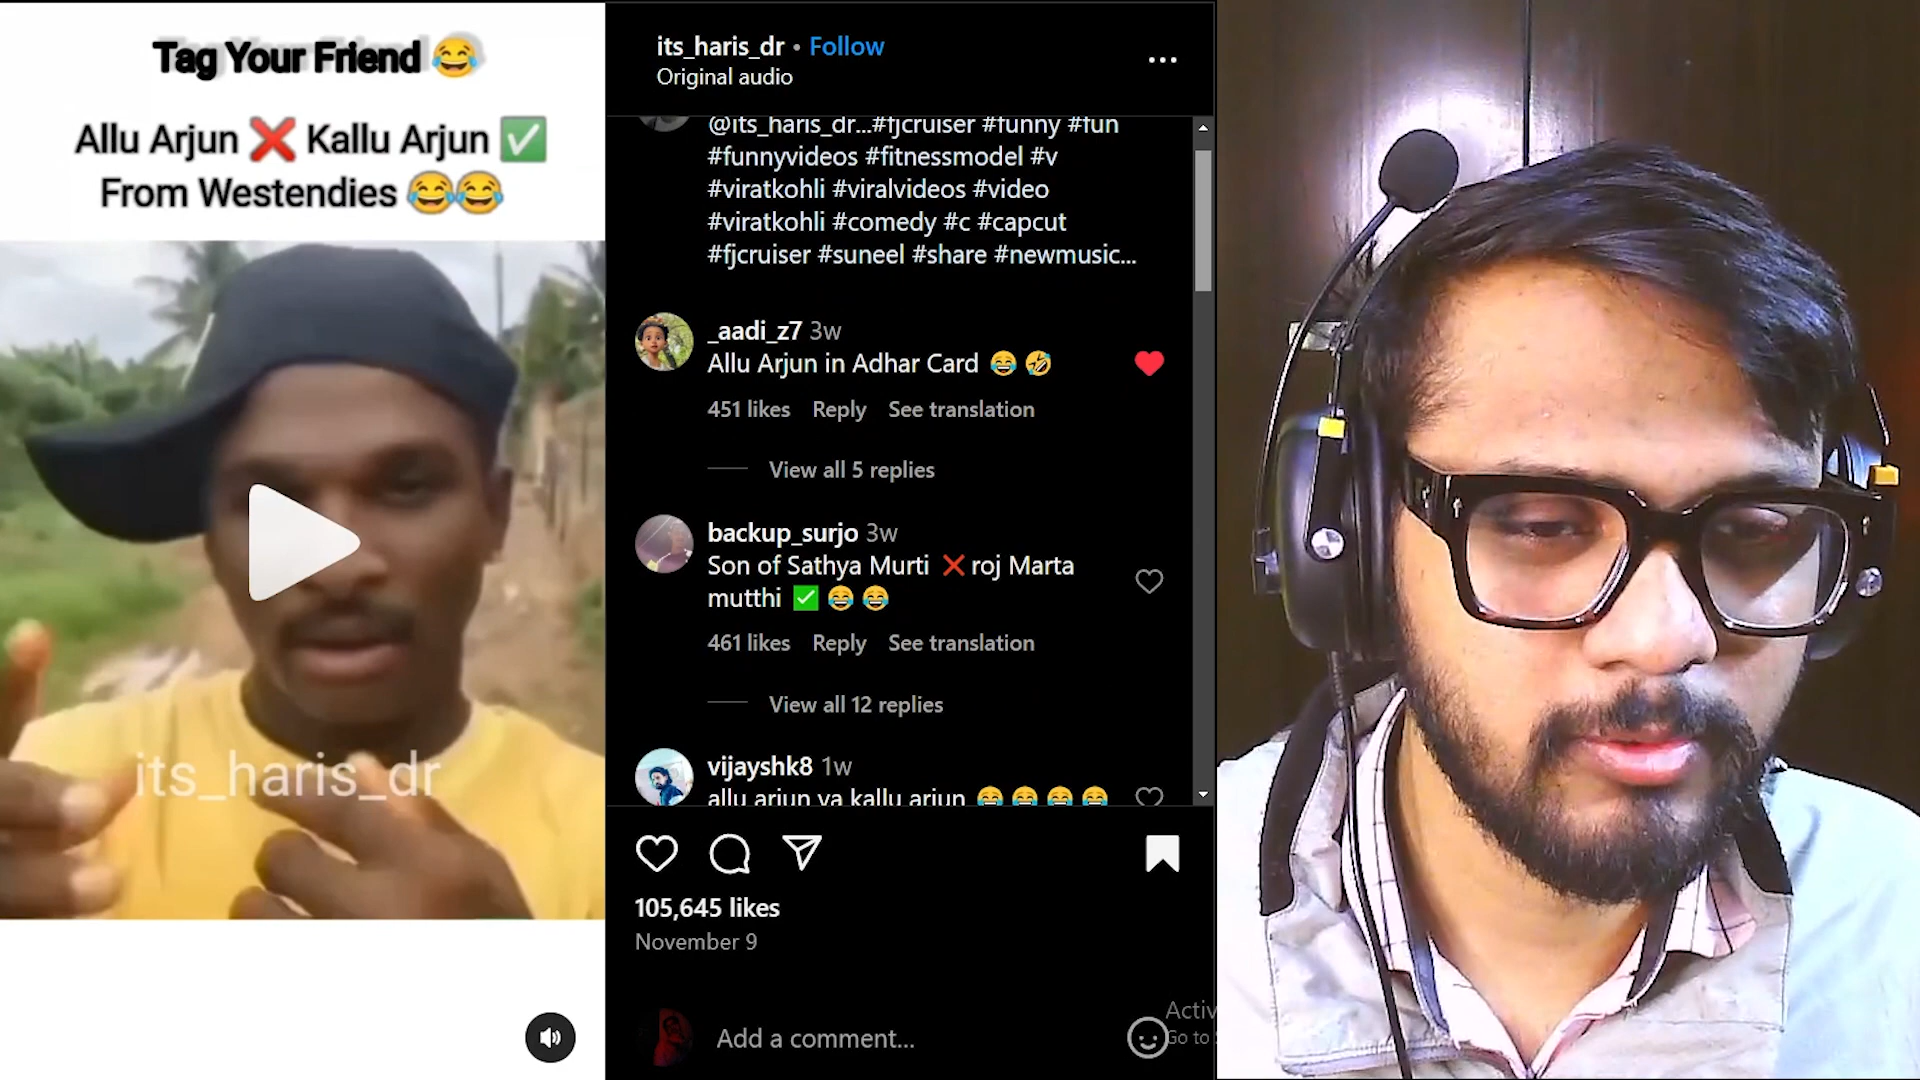 Tag Your Friend 😂
Allu Arjun ❌ Kallu Arjun ✅
From Westendies 😂😂
its_haris_dr
its_haris_dr • Follow
Original audio
@its_haris_dr...#fjcruiser #funny #fun
#funnyvideos #fitnessmodel #v
#viratkohli #viralvideos #video
#viratkohli #comedy #c #capcut
#fjcruiser #suneel #share #newmusic...
_aadi_z7 3w
Allu Arjun in Adhar Card 😂 🤣
451 likes Reply See translation
View all 5 replies
backup_surjo 3w
Son of Sathya Murti ❌ roj Marta
mutthi ✅ 😂 😂
461 likes Reply See translation
View all 12 replies
vijayshk8 1w
allu arjun va kallu arjun 😂 😂 😂 😂
105,645 likes
November 9
Add a comment...
Activ
Go to